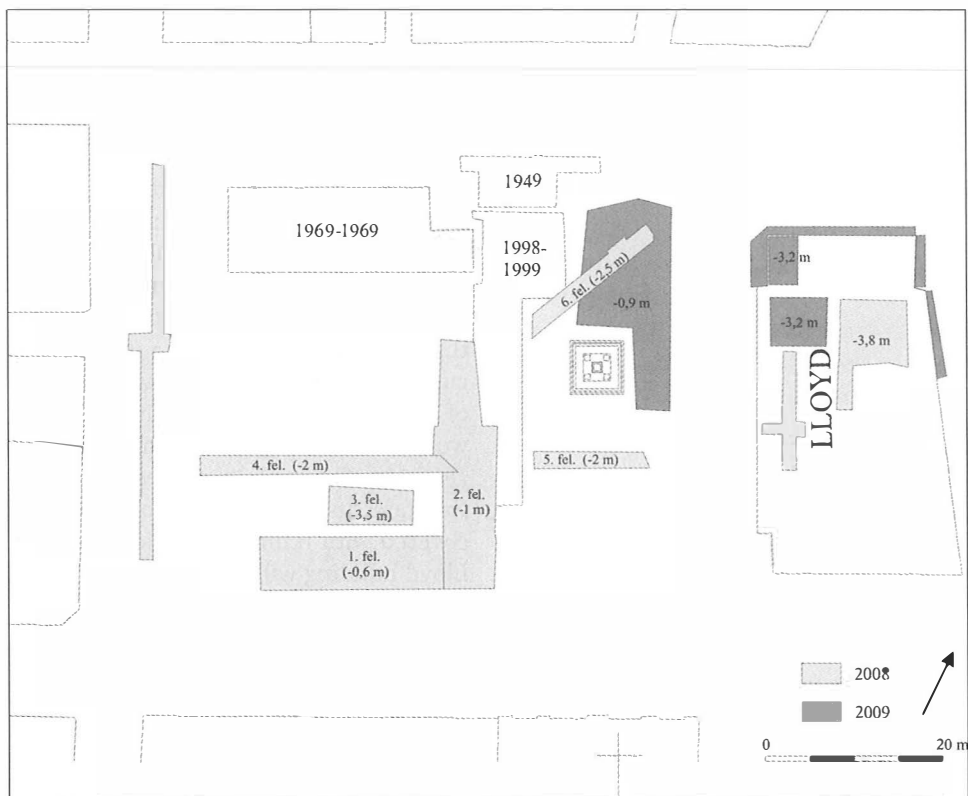 1949
1969-1969
1998-
1999
6. fel. (-2,5 m)
-0,9 m
-3,2 m
-3,2 m
-3,8 m
LLOYD
4. fel. (-2 m)
5. fel. (-2 m)
3. fel.
(-3,5 m)
2. fel.
(-1 m)
1. fel.
(-0,6 m)
2008
2009
0
20 m